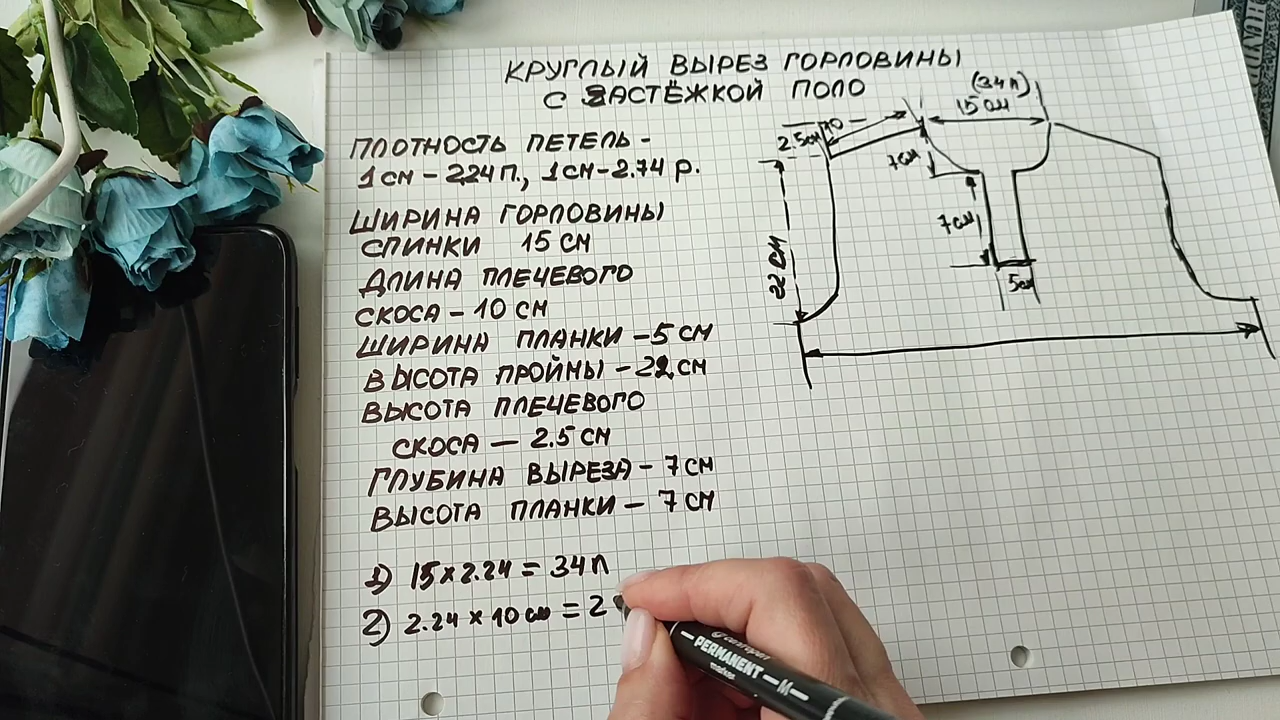 КРУГЛЫЙ ВЫРЕЗ ГОРЛОВИНЫ
С ЗАСТЁЖКОЙ ПОЛО
ПЛОТНОСТЬ ПЕТЕЛЬ -
1 СМ - 2.24 П., 1 СМ - 2.74 Р.
ШИРИНА ГОРЛОВИНЫ
СПИНКИ 15 СМ
ДЛИНА ПЛЕЧЕВОГО
СКОСА - 10 СМ
ШИРИНА ПЛАНКИ - 5 СМ
ВЫСОТА ПРОЙМЫ - 22 СМ
ВЫСОТА ПЛЕЧЕВОГО
СКОСА — 2.5 СМ
ГЛУБИНА ВЫРЕЗА - 7 СМ
ВЫСОТА ПЛАНКИ - 7 СМ
1) 15 × 2.24 = 34 П
2) 2.24 × 10 см = 2
(34 П)
15 СМ
10
2.5 СМ
7 СМ
7 СМ
22 СМ
5 СМ
PERMANENT - M -
marker